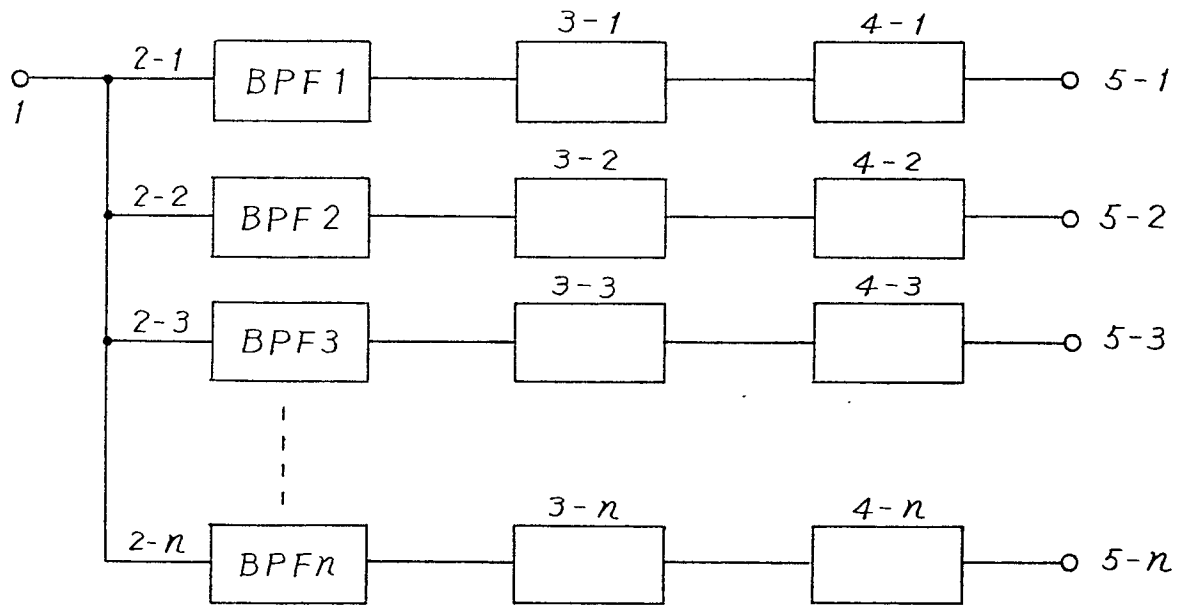 3-1 4-1
2-1 BPF1 5-1
1
3-2 4-2
2-2 BPF2 5-2
3-3 4-3
2-3 BPF3 5-3
3-n 4-n
2-n BPFn 5-n